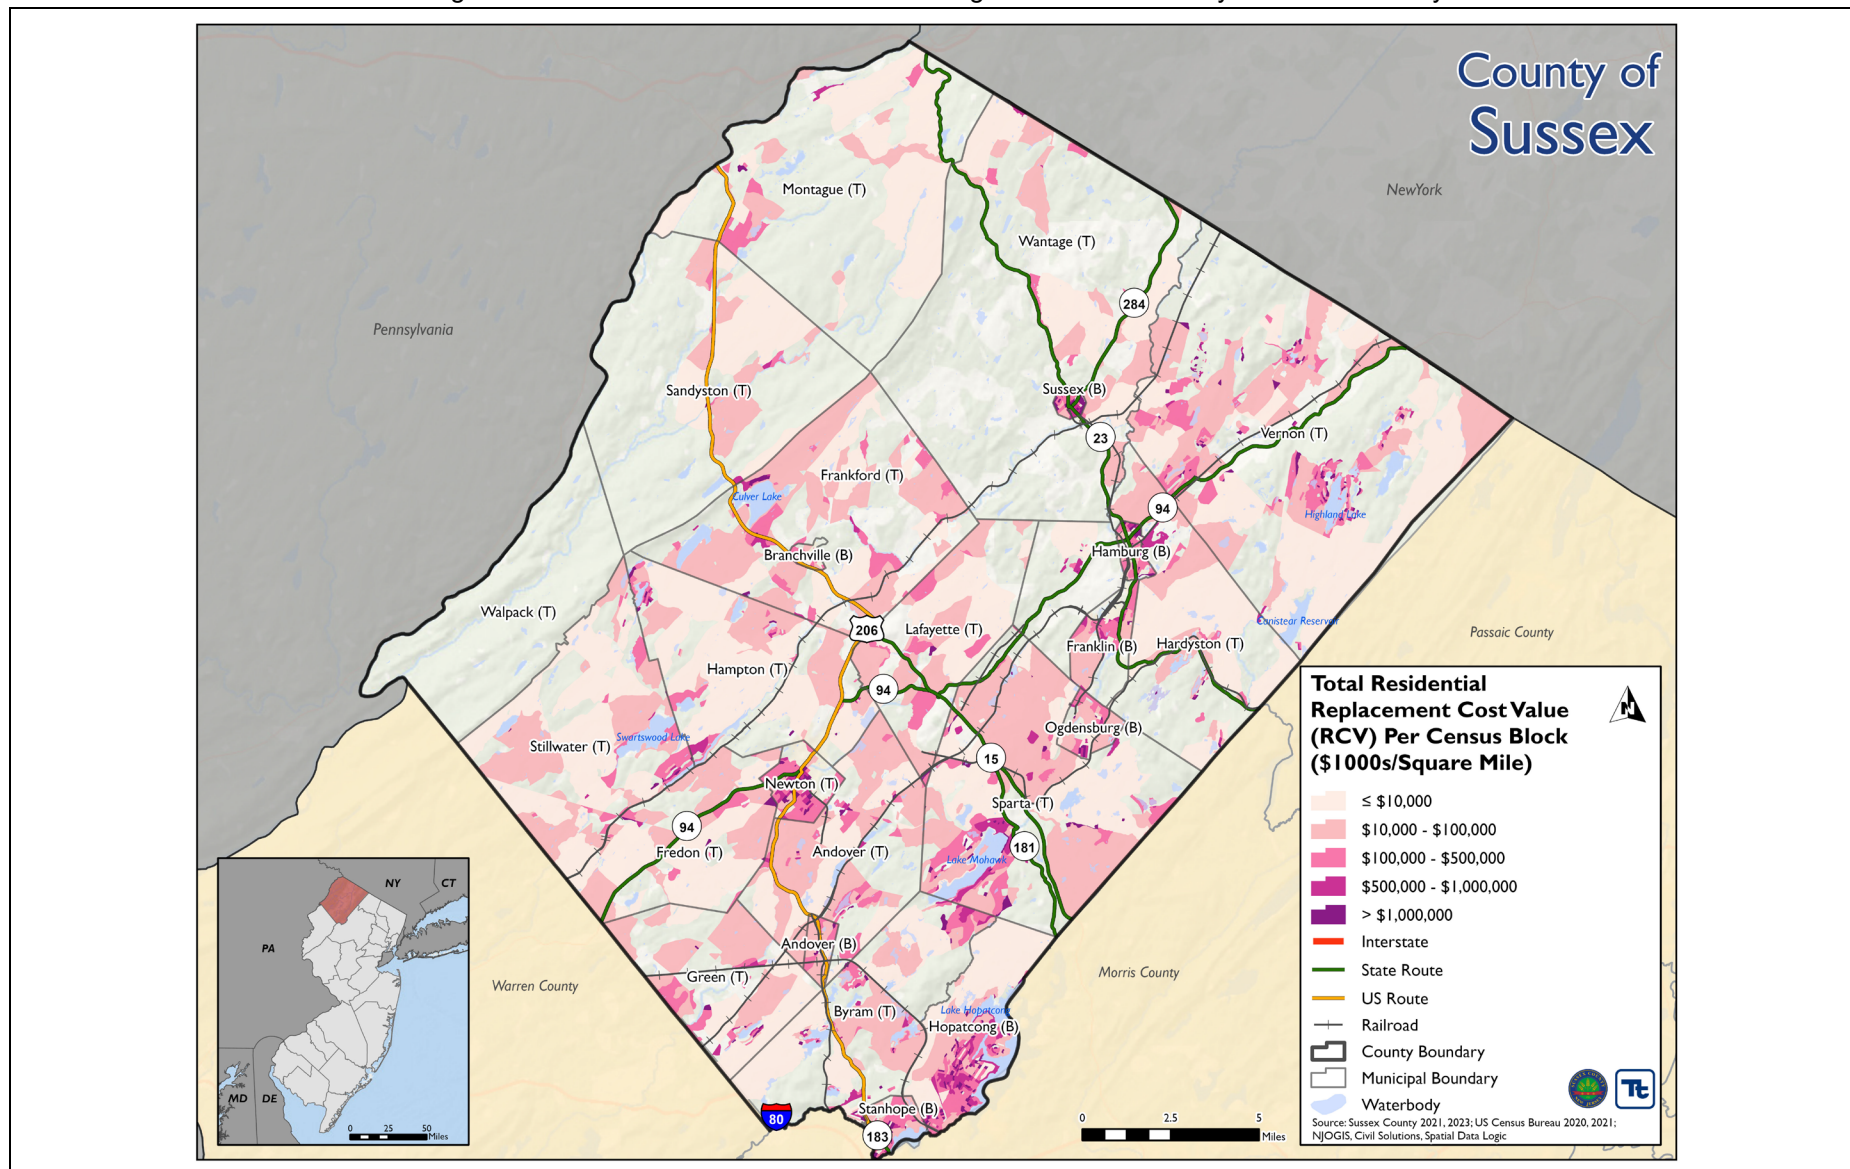 County of
Sussex
NewYork
Pennsylvania
Montague (T)
Wantage (T)
284
Sandyston (T)
Sussex (B)
23
Vernon (T)
Frankford (T)
Culver Lake
94
Highland Lake
Branchville (B)
Hamburg (B)
Walpack (T)
206
Lafayette (T)
Canistear Reservoir
Passaic County
Franklin (B)
Hardyston (T)
Hampton (T)
94
Ogdensburg (B)
Swartswood Lake
Stillwater (T)
15
Newton (T)
Sparta (T)
94
Fredon (T)
Andover (T)
181
Lake Mohawk
Andover (B)
Green (T)
Warren County
Morris County
Byram (T)
Lake Hopatcong
Hopatcong (B)
Stanhope (B)
80
183
Total Residential
Replacement Cost Value
(RCV) Per Census Block
($1000s/Square Mile)
N
≤ $10,000
$10,000 - $100,000
$100,000 - $500,000
$500,000 - $1,000,000
> $1,000,000
Interstate
State Route
US Route
Railroad
County Boundary
Municipal Boundary
Waterbody
Tt
Source: Sussex County 2021, 2023; US Census Bureau 2020, 2021;
NJOGIS, Civil Solutions, Spatial Data Logic
0 2.5 5
Miles
NY
CT
PA
MD
DE
0 25 50
Miles